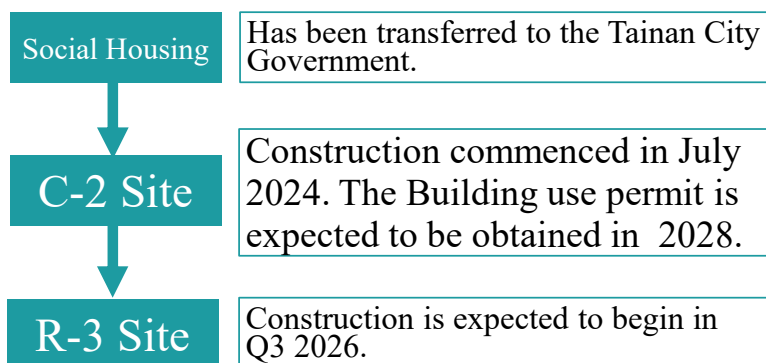 Social Housing
Has been transferred to the Tainan City
Government.
C-2 Site
Construction commenced in July
2024. The Building use permit is
expected to be obtained in 2028.
R-3 Site
Construction is expected to begin in
Q3 2026.